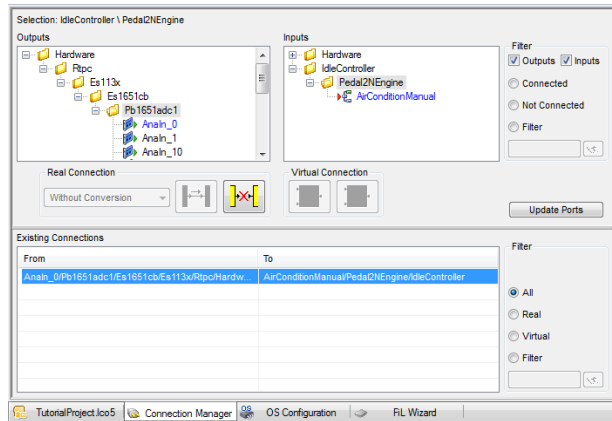 Selection: IdleController \ Pedal2NEngine
Outputs
Hardware
Rtpc
Es113x
Es1651cb
Pb1651adc1
AnaIn_0
AnaIn_1
AnaIn_10
Inputs
Hardware
IdleController
Pedal2NEngine
AirConditionManual
Filter
Outputs Inputs
Connected
Not Connected
Filter
Real Connection
Without Conversion
Virtual Connection
Update Ports
Existing Connections
From To
AnaIn_0/Pb1651adc1/Es1651cb/Es113x/Rtpc/Hardw... AirConditionManual/Pedal2NEngine/IdleController
Filter
All
Real
Virtual
Filter
TutorialProject.lco5 Connection Manager OS OS Configuration FiL Wizard